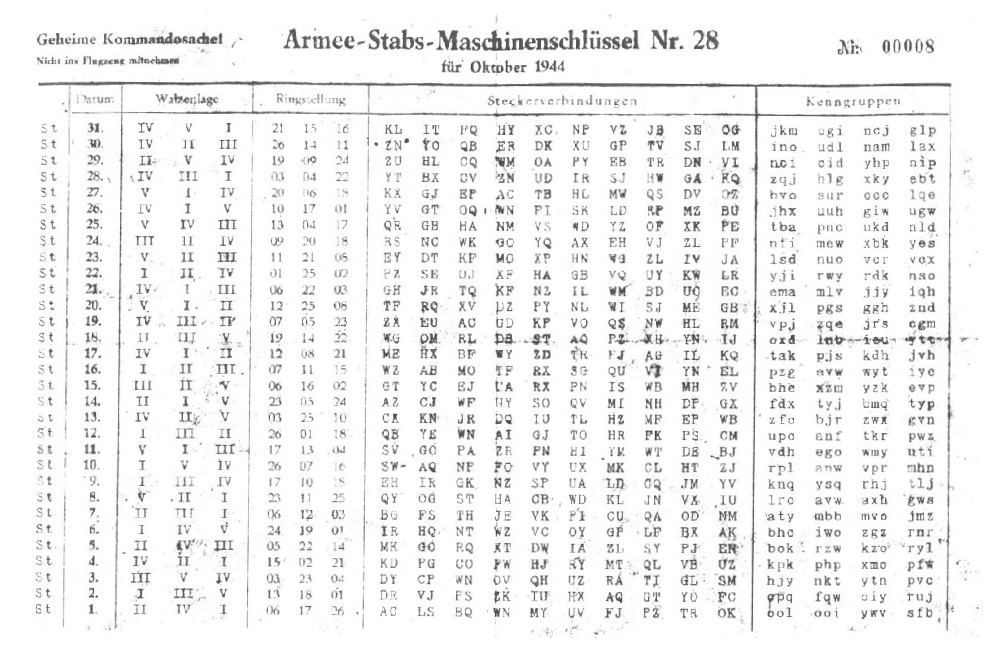 Geheime Kommandosache!
Armee-Stabs-Maschinenschlüssel Nr. 28
Nr. 00008
Nicht ins Flugzeug mitnehmen
für Oktober 1944
Datum Walzenlage Ringstellung Steckerverbindungen Kenngruppen
St 31. IV V I 21 15 16 KL IT FQ HY XC NP VZ JB SE OG jkm ogi ncj glp
St 30. IV II III 26 14 11 ZN YO QB ER DK XU GP TV SJ LM ino udl nam lax
St 29. II V IV 19 09 24 ZU HL CQ WM OA PY EB TR DN VI nci oid yhp nip
St 28. IV III I 03 04 22 YT BX CV ZN UD IR SJ HW GA KQ zqj hlg xky ebt
St 27. V I IV 20 06 18 KX GJ EP AC TB HL MW QS DV OZ bvo sur ccc lqe
St 26. IV I V 10 17 01 YV GT OQ WN FI SK LD RP MZ BU jhx uuh giw ugw
St 25. V IV III 13 04 17 QR GB HA NM VS WD YZ OF XK PE tba pnc ukd nld
St 24. III II IV 09 20 18 RS NC WK GO YQ AX EH VJ ZL PF nfi mew xbk yes
St 23. V II III 11 21 08 EY DT KF MO XP HN WG ZL IV JA lsd nuo vcr vcx
St 22. I II IV 01 25 02 PZ SE OJ XF HA GB VQ UY KW LR yji rwy rdk nso
St 21. IV I III 06 22 03 GH JR TQ KF NZ IL WM BD UO EC ema mlv jjy iqh
St 20. V I II 12 25 08 TF RQ XV DZ PY NL WI SJ ME GB xjl pgs ggh znd
St 19. IV III II 07 05 23 ZX EU AC GD KP VO QS NW HL RM vpj zqe jrs cgm
St 18. II III V 19 14 22 WG OM RL DB ST AQ PZ XH YN IJ oxd lnb ieu ytt
St 17. IV I II 12 08 21 ME HX BF WY ZD TR FJ AG IL KQ tak pjs kdh jvh
St 16. I II III 07 11 15 WZ AB MO TF RX SG QU VI YN EL pzg evw wyt iye
St 15. III II V 06 16 02 GT YC EJ UA RX PN IS WB MH ZV bhe xzm yzk evp
St 14. II I V 23 05 24 AZ CJ WF UY SO QV MI NH DP GX fdx tyj bmq typ
St 13. IV II V 03 25 10 CX KN JR DQ IU TL HZ MF EP WB zfo bjr zwx gvn
St 12. I III II 26 01 18 QB YE WN AI GJ TO HR FK PS CM upo anf tkr pwz
St 11. V I III 17 13 04 SV GO PA ZR FN HI YM WT DE BJ vdh ego wmy uti
St 10. I V IV 26 07 16 SW AQ NP FO VY UX MK CL HT ZJ rpl anw vpr mhn
St 9. I III IV 17 10 18 EH IR GK NZ SP UA LD CQ JM YV knq ysq rhj tlj
St 8. V II I 23 11 25 QY OG ST HA CB WD KL JN VX IU lro avw axh gws
St 7. II III I 06 12 03 BG FS TH JE VK PI CU QA OD NM aty mbb mvo jmz
St 6. I IV V 24 19 01 IR HQ NT WZ VC OY GP LF BX AK bhc iwo zgz rnr
St 5. II IV III 05 22 14 MK GO RQ XT DW IA ZL SY PJ EN bok rzw kzo ryl
St 4. IV II I 15 02 21 KD PG CO FW HJ RY MT QL VB UZ kpk php xmo pfw
St 3. III V IV 03 23 04 DY CP WN OV QH UZ RA TI GL SM hjy nkt ytn pvc
St 2. I III V 13 18 01 DR VJ FS ZK IU HX AQ GT YO FC fqw oiy ruj
St 1. II IV I 06 17 26 AC LS BQ WN MY UV FJ PZ TR OK ool ooi ywv sfb